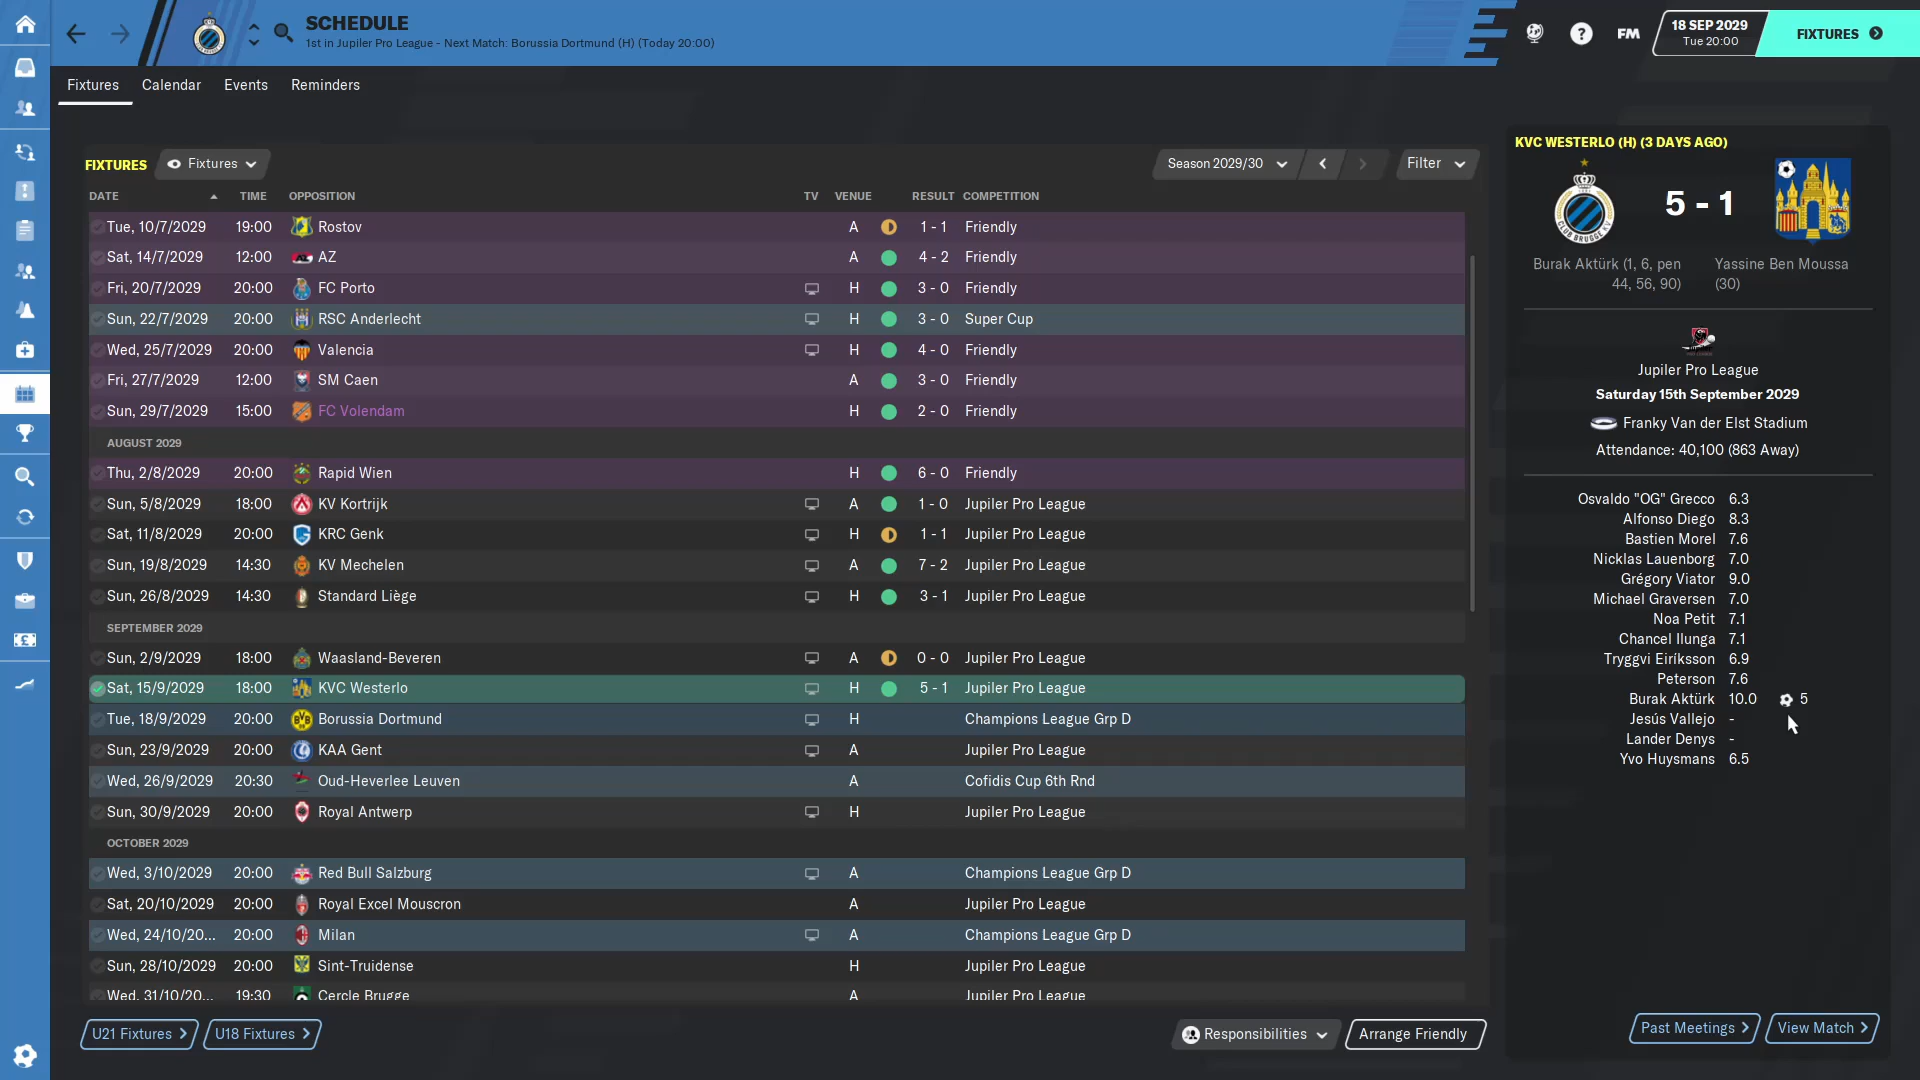 SCHEDULE
1st in Jupiler Pro League - Next Match: Borussia Dortmund (H) (Today 20:00)
? FM 18 SEP 2029
Tue 20:00
FIXTURES
Fixtures Calendar Events Reminders
FIXTURES Fixtures Season 2029/30 Filter
DATE TIME OPPOSITION TV VENUE RESULT COMPETITION
Tue, 10/7/2029 19:00 Rostov A 1 - 1 Friendly
Sat, 14/7/2029 12:00 AZ A 4 - 2 Friendly
Fri, 20/7/2029 20:00 FC Porto H 3 - 0 Friendly
Sun, 22/7/2029 20:00 RSC Anderlecht H 3 - 0 Super Cup
Wed, 25/7/2029 20:00 Valencia H 4 - 0 Friendly
Fri, 27/7/2029 12:00 SM Caen A 3 - 0 Friendly
Sun, 29/7/2029 15:00 FC Volendam H 2 - 0 Friendly
AUGUST 2029
Thu, 2/8/2029 20:00 Rapid Wien H 6 - 0 Friendly
Sun, 5/8/2029 18:00 KV Kortrijk A 1 - 0 Jupiler Pro League
Sat, 11/8/2029 20:00 KRC Genk H 1 - 1 Jupiler Pro League
Sun, 19/8/2029 14:30 KV Mechelen A 7 - 2 Jupiler Pro League
Sun, 26/8/2029 14:30 Standard Liège H 3 - 1 Jupiler Pro League
SEPTEMBER 2029
Sun, 2/9/2029 18:00 Waasland-Beveren A 0 - 0 Jupiler Pro League
Sat, 15/9/2029 18:00 KVC Westerlo H 5 - 1 Jupiler Pro League
Tue, 18/9/2029 20:00 Borussia Dortmund H Champions League Grp D
Sun, 23/9/2029 20:00 KAA Gent A Jupiler Pro League
Wed, 26/9/2029 20:30 Oud-Heverlee Leuven A Cofidis Cup 6th Rnd
Sun, 30/9/2029 20:00 Royal Antwerp H Jupiler Pro League
OCTOBER 2029
Wed, 3/10/2029 20:00 Red Bull Salzburg A Champions League Grp D
Sat, 20/10/2029 20:00 Royal Excel Mouscron A Jupiler Pro League
Wed, 24/10/20... 20:00 Milan A Champions League Grp D
Sun, 28/10/2029 20:00 Sint-Truidense H Jupiler Pro League
Wed, 31/10/20... 19:30 Cercle Brugge A Jupiler Pro League
U21 Fixtures U18 Fixtures Responsibilities Arrange Friendly
KVC WESTERLO (H) (3 DAYS AGO)
CLUB BRUGGE KV
5 - 1
Burak Aktürk (1, 6, pen
44, 56, 90)
Yassine Ben Moussa
(30)
Jupiler Pro League
Saturday 15th September 2029
Franky Van der Elst Stadium
Attendance: 40,100 (863 Away)
Osvaldo "OG" Grecco 6.3
Alfonso Diego 8.3
Bastien Morel 7.6
Nicklas Lauenborg 7.0
Grégory Viator 9.0
Michael Graversen 7.0
Noa Petit 7.1
Chancel Ilunga 7.1
Tryggvi Eiríksson 6.9
Peterson 7.6
Burak Aktürk 10.0 5
Jesús Vallejo -
Lander Denys -
Yvo Huysmans 6.5
Past Meetings View Match